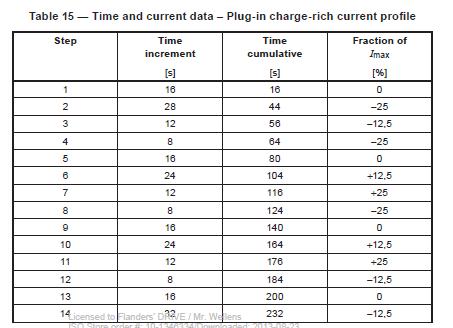 Table 15 — Time and current data – Plug-in charge-rich current profile
Step Time increment [s] Time cumulative [s] Fraction of Imax [%]
1 16 16 0
2 28 44 –25
3 12 56 –12,5
4 8 64 –25
5 16 80 0
6 24 104 +12,5
7 12 116 +25
8 8 124 –25
9 16 140 0
10 24 164 +12,5
11 12 176 +25
12 8 184 –12,5
13 16 200 0
14 32 232 –12,5
Licensed to Flanders' DRIVE / Mr. Wellens
ISO Store order #: 10-1346334/Downloaded: 2013-08-23